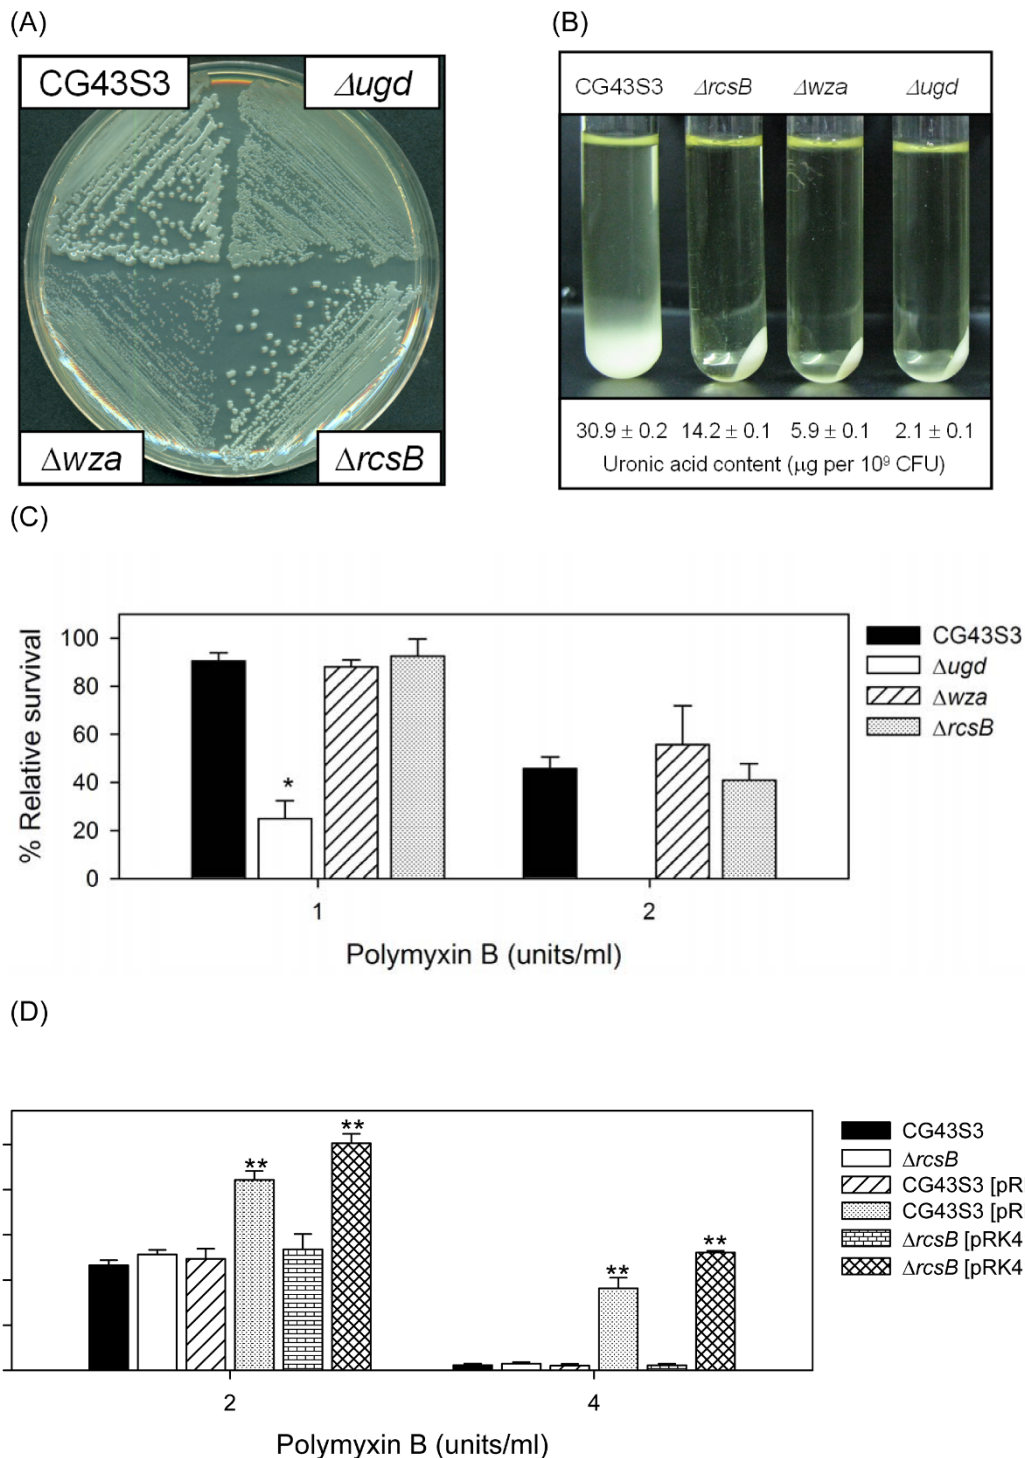 (A)
CG43S3
Δugd
Δwza
ΔrcsB
(B)
CG43S3 ΔrcsB Δwza Δugd
30.9 ± 0.2 14.2 ± 0.1 5.9 ± 0.1 2.1 ± 0.1
Uronic acid content (μg per 10⁹ CFU)
(C)
% Relative survival
100
80
60
40
20
0
*
1
2
Polymyxin B (units/ml)
CG43S3
Δugd
Δwza
ΔrcsB
(D)
**
**
**
**
2
4
Polymyxin B (units/ml)
CG43S3
ΔrcsB
CG43S3 [pR
CG43S3 [pR
ΔrcsB [pRK4
ΔrcsB [pRK4